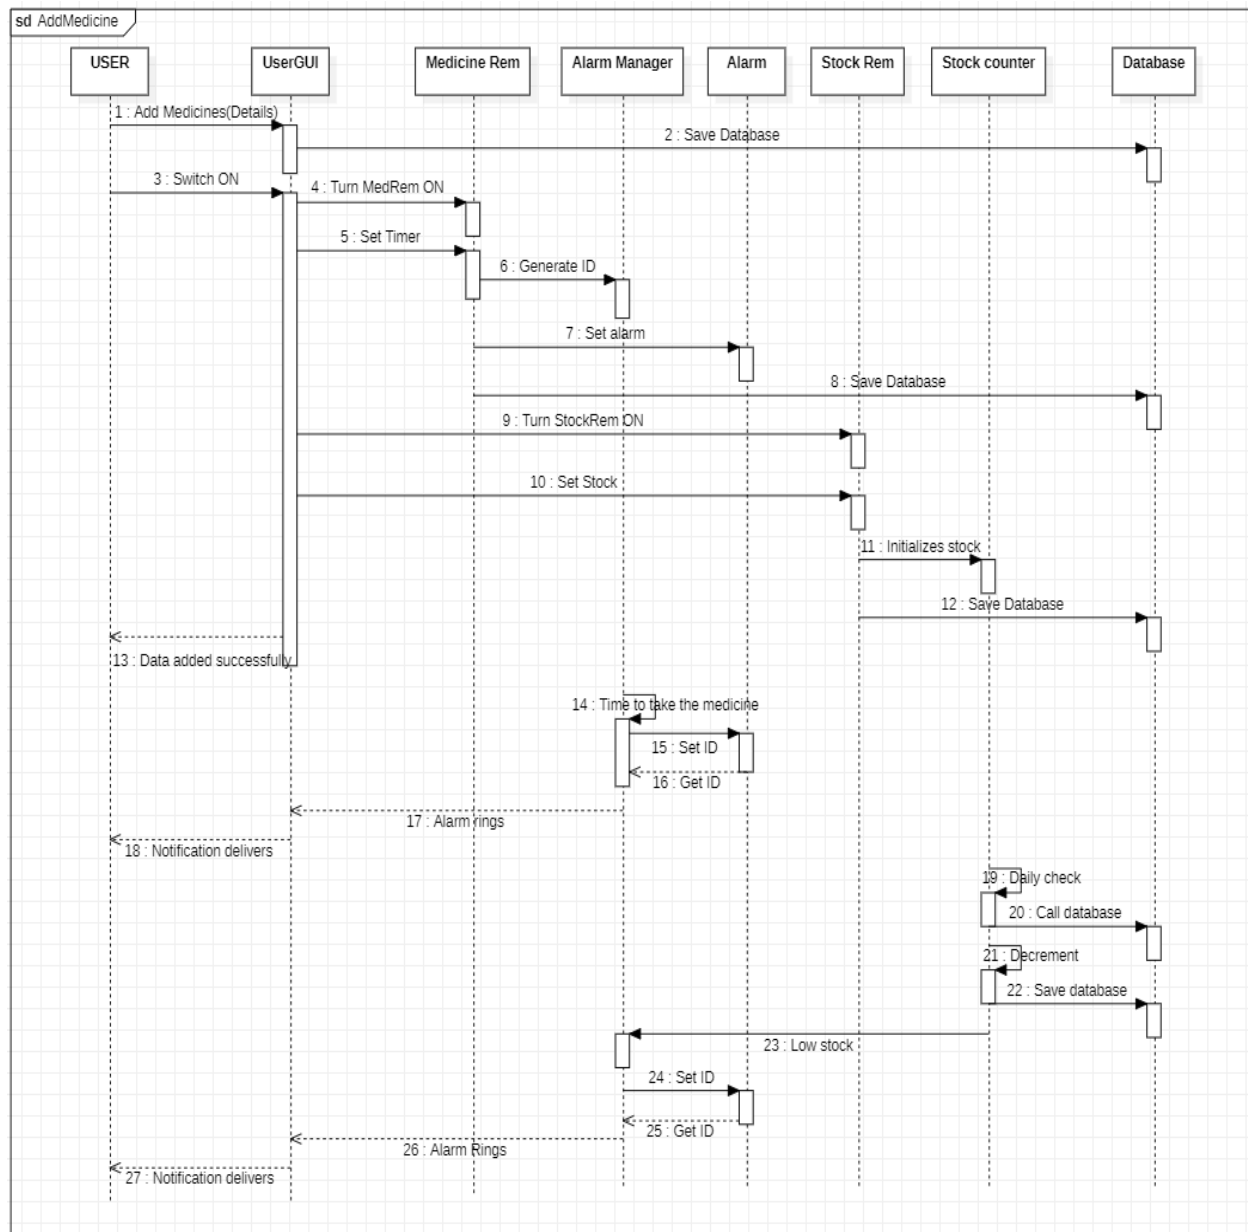 sd AddMedicine
USER
UserGUI
Medicine Rem
Alarm Manager
Alarm
Stock Rem
Stock counter
Database
1 : Add Medicines(Details)
2 : Save Database
3 : Switch ON
4 : Turn MedRem ON
5 : Set Timer
6 : Generate ID
7 : Set alarm
8 : Save Database
9 : Turn StockRem ON
10 : Set Stock
11 : Initializes stock
12 : Save Database
13 : Data added successfully
14 : Time to take the medicine
15 : Set ID
16 : Get ID
17 : Alarm rings
18 : Notification delivers
19 : Daily check
20 : Call database
21 : Decrement
22 : Save database
23 : Low stock
24 : Set ID
25 : Get ID
26 : Alarm Rings
27 : Notification delivers